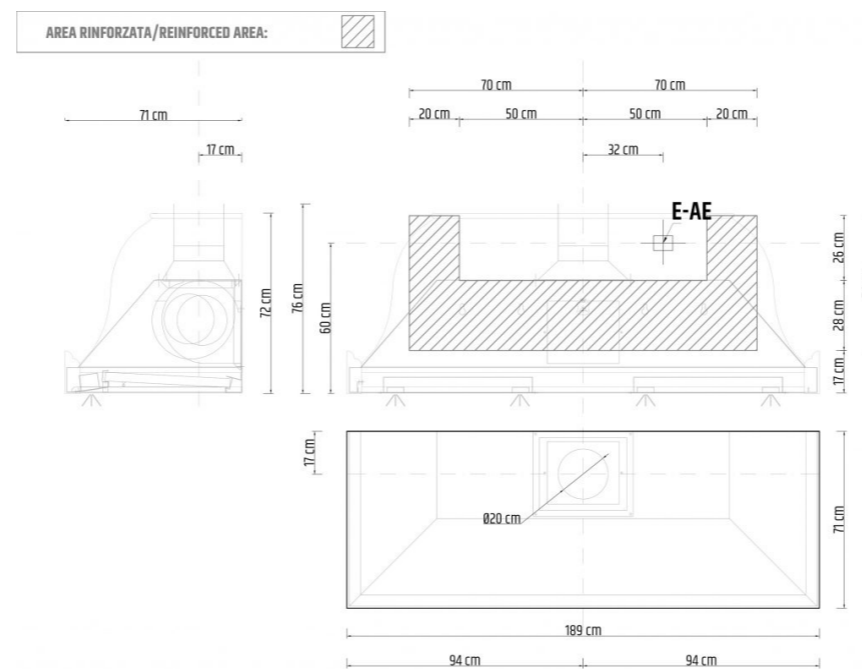 AREA RINFORZATA/REINFORCED AREA:
70 cm
70 cm
71 cm
20 cm
50 cm
50 cm
20 cm
17 cm
32 cm
E-AE
26 cm
72 cm
76 cm
60 cm
28 cm
17 cm
17 cm
Ø20 cm
71 cm
189 cm
94 cm
94 cm